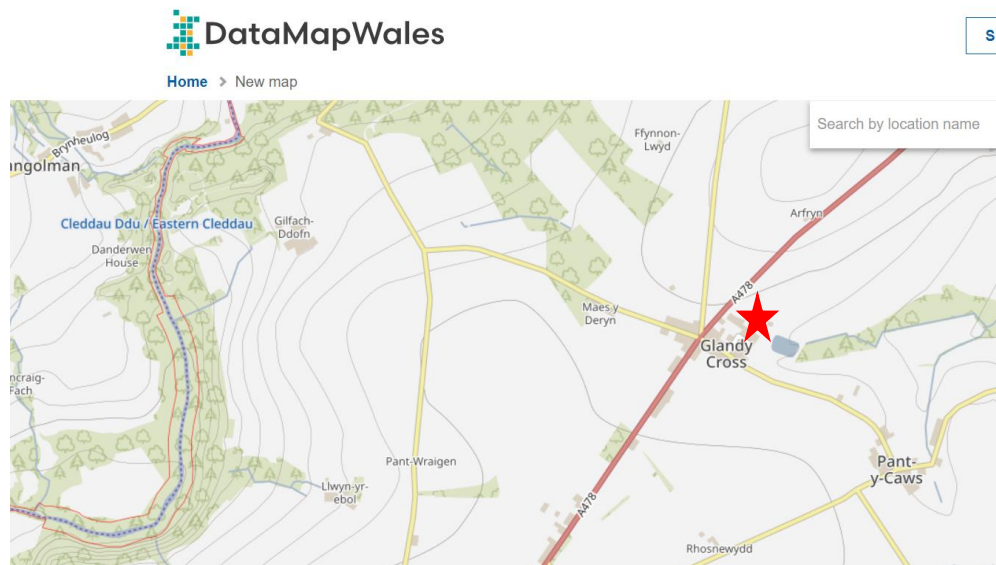 DataMapWales
S
Home > New map
Search by location name
Brynheulog
ngolman
Ffynnon-
Lwyd
Cleddau Ddu / Eastern Cleddau
Gilfach-
Ddofn
Arfryn
Danderwen
House
A478
Maes y
Deryn
Glandy
Cross
ncraig-
Fach
Pant-Wraigen
Pant-
y-Caws
Llwyn-yr-
ebol
A478
Rhosnewydd